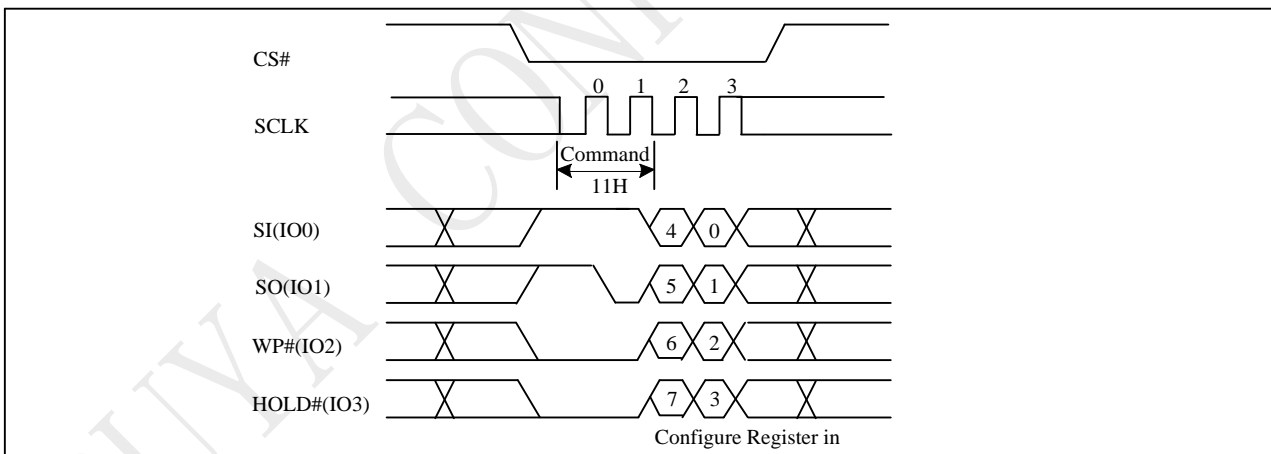 CS#
0 1 2 3
SCLK
Command
11H
SI(IO0)
4 0
SO(IO1)
5 1
WP#(IO2)
6 2
HOLD#(IO3)
7 3
Configure Register in